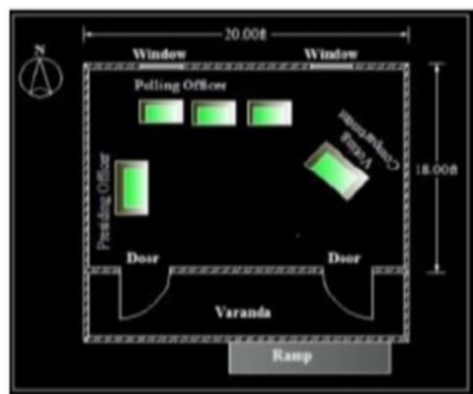 20.00ft
N
Window
Window
Polling Officer
Voting
Compartment
18.00ft
Presiding Officer
Door
Door
Varanda
Ramp